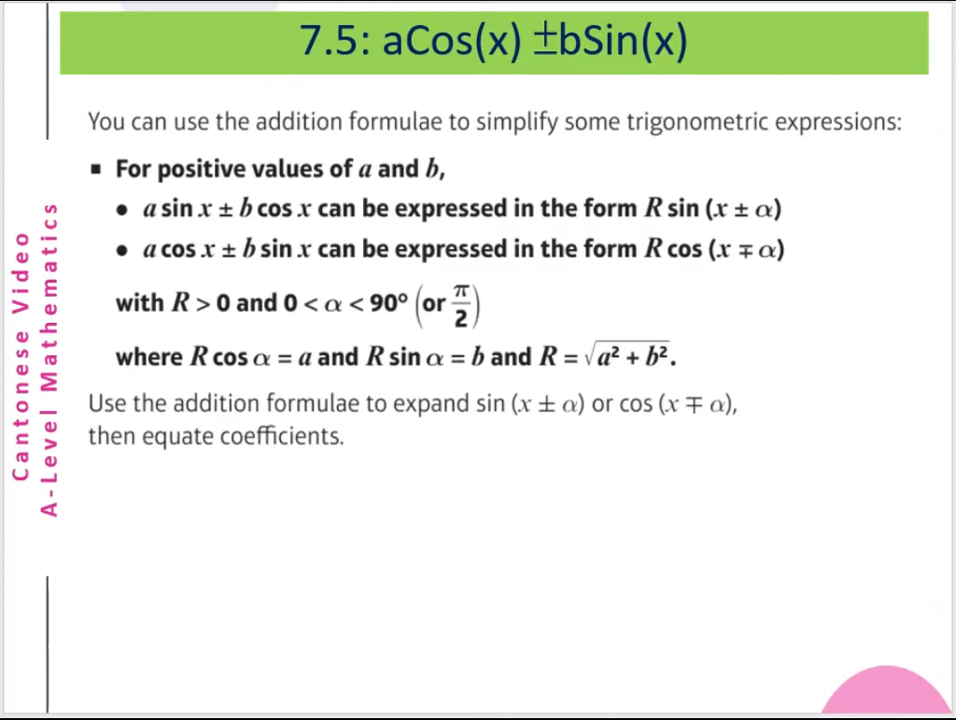 7.5: aCos(x) ±bSin(x)
You can use the addition formulae to simplify some trigonometric expressions:
▪ For positive values of a and b,
• a sin x ± b cos x can be expressed in the form R sin (x ± α)
• a cos x ± b sin x can be expressed in the form R cos (x ∓ α)
with R > 0 and 0 < α < 90° (or π/2)
where R cos α = a and R sin α = b and R = √(a² + b²).
Use the addition formulae to expand sin (x ± α) or cos (x ∓ α),
then equate coefficients.
Cantonese Video
A-Level Mathematics